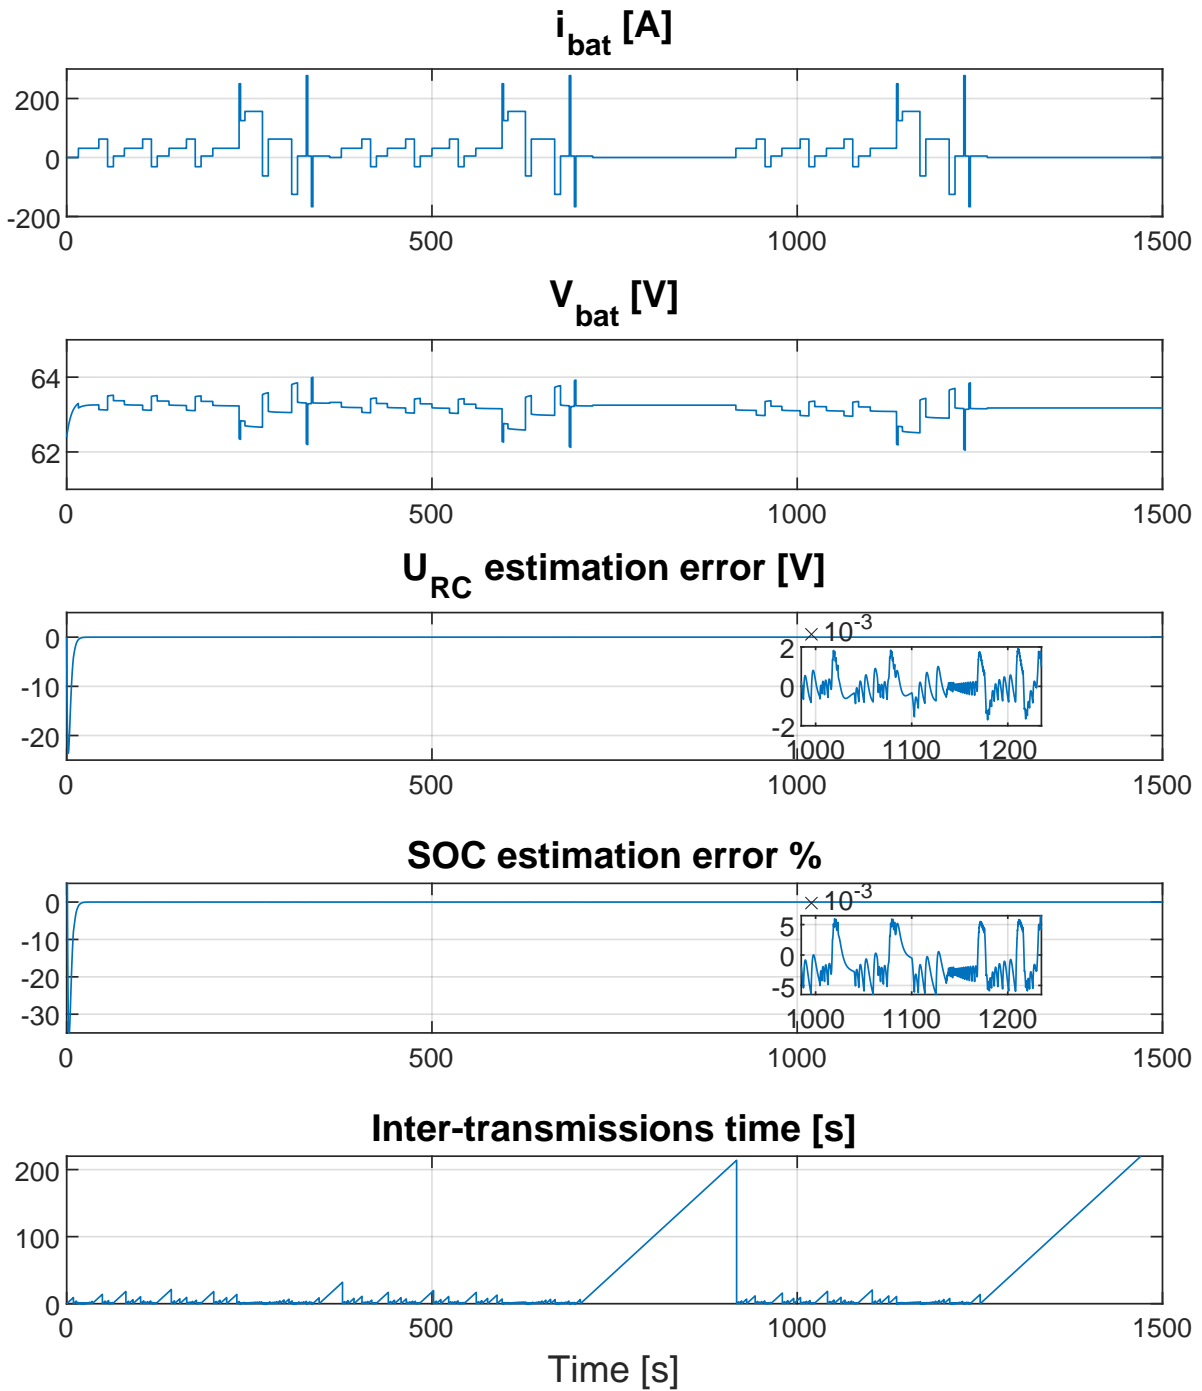 i_bat [A]
200
0
-200
0 500 1000 1500
V_bat [V]
64
62
0 500 1000 1500
U_RC estimation error [V]
0
-10
-20
× 10^-3
2
0
-2
1000 1100 1200
0 500 1000 1500
SOC estimation error %
0
-10
-20
-30
× 10^-3
5
0
-5
1000 1100 1200
0 500 1000 1500
Inter-transmissions time [s]
200
100
0
0 500 1000 1500
Time [s]